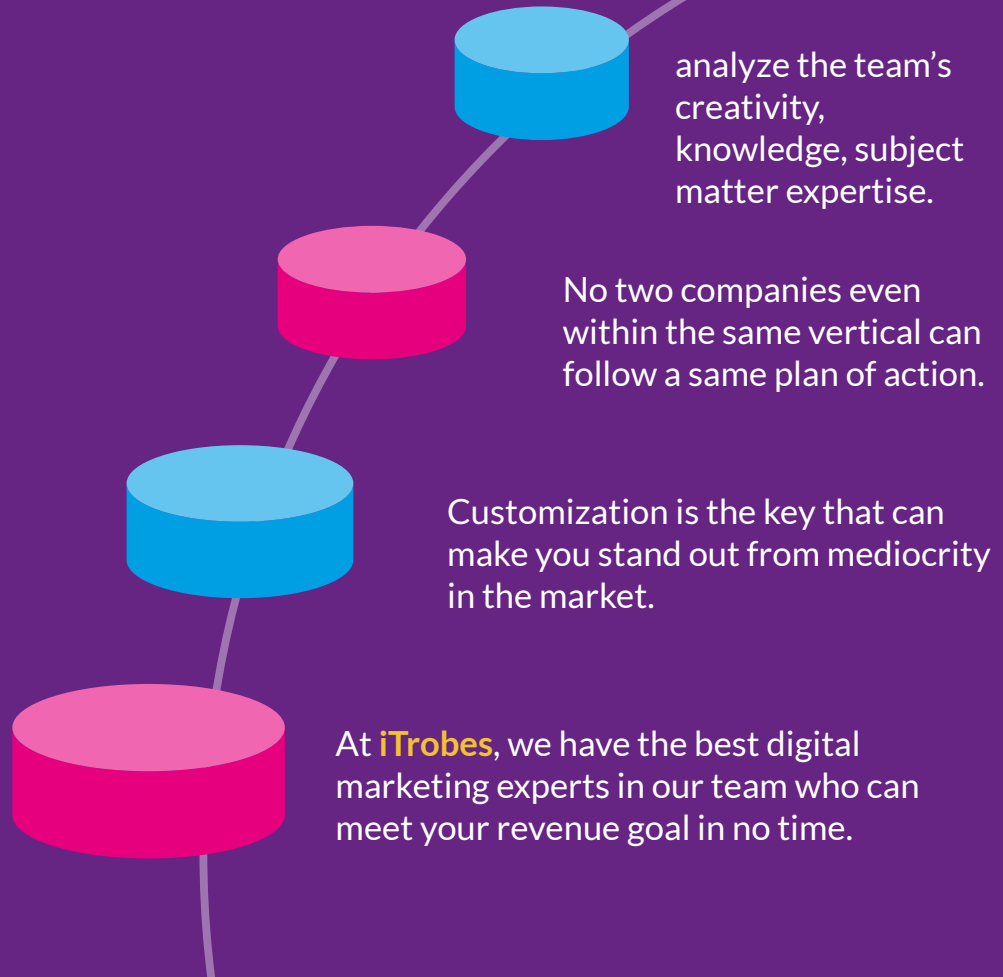 analyze the team’s
creativity,
knowledge, subject
matter expertise.
No two companies even
within the same vertical can
follow a same plan of action.
Customization is the key that can
make you stand out from mediocrity
in the market.
At iTrobes, we have the best digital
marketing experts in our team who can
meet your revenue goal in no time.